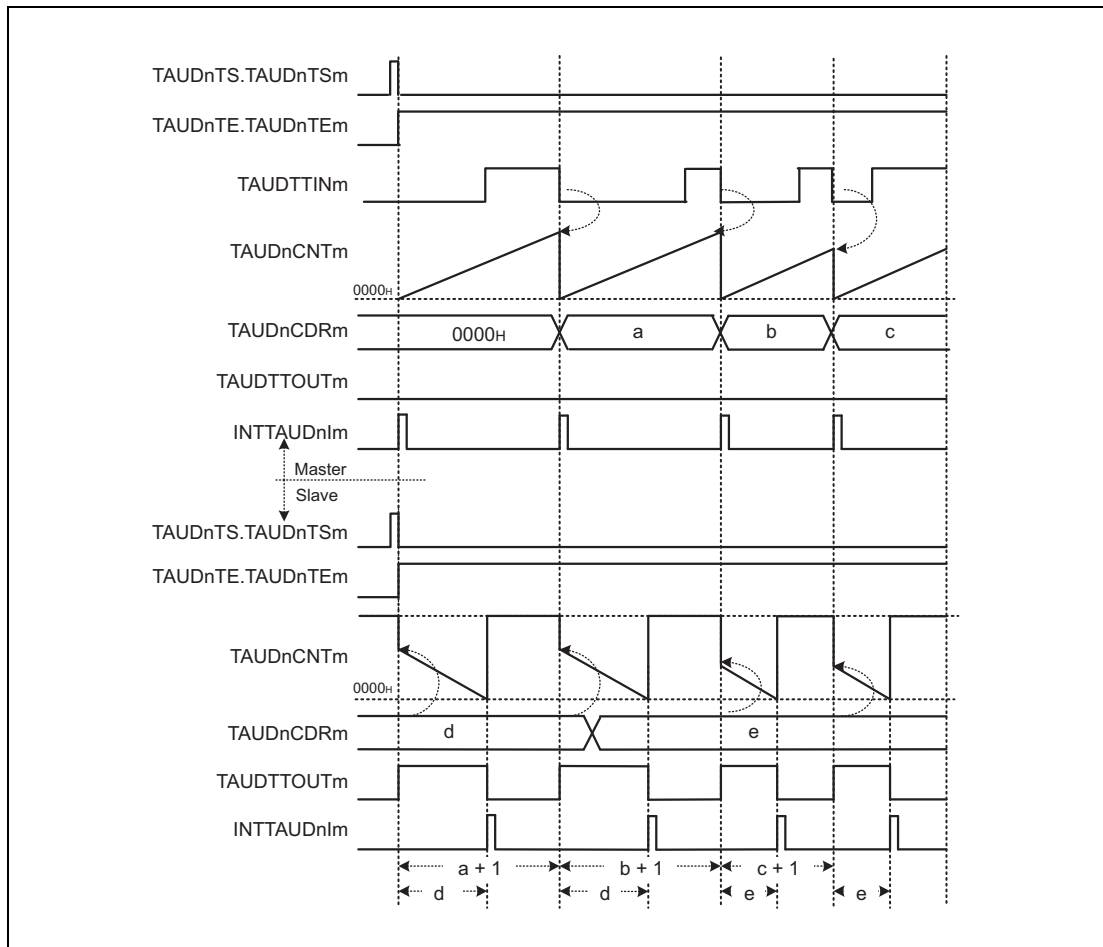 TAUDnTS.TAUDnTSm
TAUDnTE.TAUDnTEm
TAUDTTINm
TAUDnCNTm
0000H
TAUDnCDRm
0000H
a
b
c
TAUDTTOUTm
INTTAUDnIm
Master
Slave
TAUDnTS.TAUDnTSm
TAUDnTE.TAUDnTEm
TAUDnCNTm
0000H
TAUDnCDRm
d
e
TAUDTTOUTm
INTTAUDnIm
a + 1
b + 1
c + 1
d
d
e
e